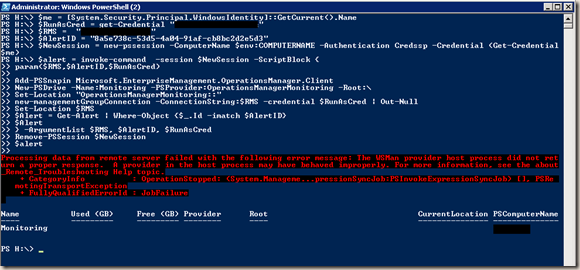 Administrator: Windows PowerShell (2)
PS H:\> $me = [System.Security.Principal.WindowsIdentity]::GetCurrent().Name
PS H:\> $RunAsCred = get-Credential "
PS H:\> $RMS = "
PS H:\> $AlertID = "8a5e738c-53d5-4a04-91af-cb8bc2d2e5d3"
PS H:\> $NewSession = new-pssession -ComputerName $env:COMPUTERNAME -Authentication Credssp -Credential (Get-Credential
$me)
PS H:\> $alert = invoke-command -session $NewSession -ScriptBlock {
>> param($RMS,$AlertID,$RunAsCred)
>>
>> Add-PSSnapin Microsoft.EnterpriseManagement.OperationsManager.Client
>> New-PSDrive -Name:Monitoring -PSProvider:OperationsManagerMonitoring -Root:\
>> Set-Location "OperationsManagerMonitoring::"
>> new-managementGroupConnection -ConnectionString:$RMS -credential $RunAsCred | Out-Null
>> Set-Location $RMS
>> $Alert = Get-Alert | Where-Object {$_.Id -imatch $AlertID}
>> $Alert
>> } -ArgumentList $RMS, $AlertID, $RunAsCred
>> Remove-PSSession $NewSession
>> $alert
>>
Processing data from remote server failed with the following error message: The WSMan provider host process did not ret
urn a proper response. A provider in the host process may have behaved improperly. For more information, see the about
_Remote_Troubleshooting Help topic.
+ CategoryInfo : OperationStopped: (System.Manageme...pressionSyncJob:PSInvokeExpressionSyncJob) [], PSRe
motingTransportException
+ FullyQualifiedErrorId : JobFailure
Name Used (GB) Free (GB) Provider Root CurrentLocation PSComputerName
---- --------- --------- -------- ---- --------------- --------------
Monitoring
PS H:\> _